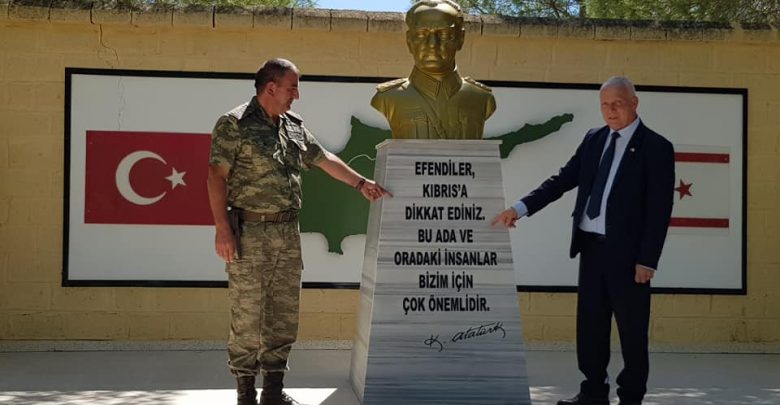 EFENDİLER,
KIBRIS'A
DİKKAT EDİNİZ.
BU ADA VE
ORADAKİ İNSANLAR
BİZİM İÇİN
ÇOK ÖNEMLİDİR.
K. Atatürk